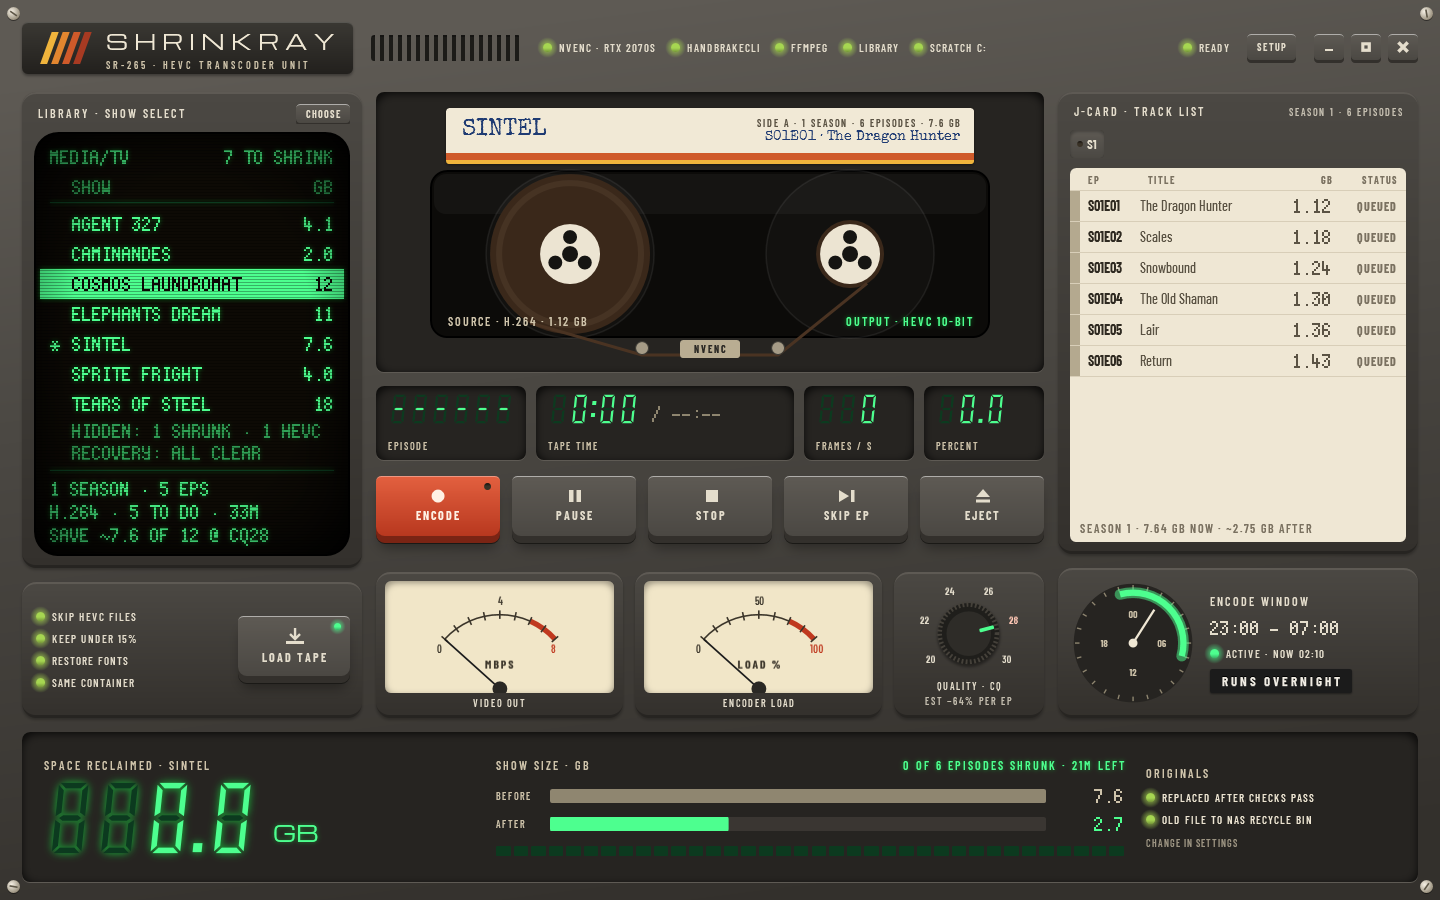 SHRINKRAY
SR-265 · HEVC TRANSCODER UNIT
NVENC · RTX 2070S
HANDBRAKECLI
FFMPEG
LIBRARY
SCRATCH C:
READY
SETUP
LIBRARY · SHOW SELECT
CHOOSE
MEDIA/TV 7 TO SHRINK
SHOW GB
AGENT 327 4.1
CAMINANDES 2.0
COSMOS LAUNDROMAT 12
ELEPHANTS DREAM 11
* SINTEL 7.6
SPRITE FRIGHT 4.0
TEARS OF STEEL 18
HIDDEN: 1 SHRUNK · 1 HEVC
RECOVERY: ALL CLEAR
1 SEASON · 5 EPS
H.264 · 5 TO DO · 33M
SAVE ~7.6 OF 12 @ CQ28
SINTEL
SIDE A · 1 SEASON · 6 EPISODES · 7.6 GB
S01E01 · The Dragon Hunter
SOURCE · H.264 · 1.12 GB
OUTPUT · HEVC 10-BIT
NVENC
------
EPISODE
0:00 / --:--
TAPE TIME
0
FRAMES / S
0.0
PERCENT
ENCODE
PAUSE
STOP
SKIP EP
EJECT
J-CARD · TRACK LIST
SEASON 1 · 6 EPISODES
S1
EP TITLE GB STATUS
S01E01 The Dragon Hunter 1.12 QUEUED
S01E02 Scales 1.18 QUEUED
S01E03 Snowbound 1.24 QUEUED
S01E04 The Old Shaman 1.30 QUEUED
S01E05 Lair 1.36 QUEUED
S01E06 Return 1.43 QUEUED
SEASON 1 · 7.64 GB NOW · ~2.75 GB AFTER
SKIP HEVC FILES
KEEP UNDER 15%
RESTORE FONTS
SAME CONTAINER
LOAD TAPE
0 4 8
MBPS
VIDEO OUT
0 50 100
LOAD %
ENCODER LOAD
20 22 24 26 28 30
QUALITY · CQ
EST −64% PER EP
00 06 12 18
ENCODE WINDOW
23:00 – 07:00
ACTIVE · NOW 02:10
RUNS OVERNIGHT
SPACE RECLAIMED · SINTEL
0.0 GB
SHOW SIZE · GB
0 OF 6 EPISODES SHRUNK · 21M LEFT
BEFORE 7.6
AFTER 2.7
ORIGINALS
REPLACED AFTER CHECKS PASS
OLD FILE TO NAS RECYCLE BIN
CHANGE IN SETTINGS